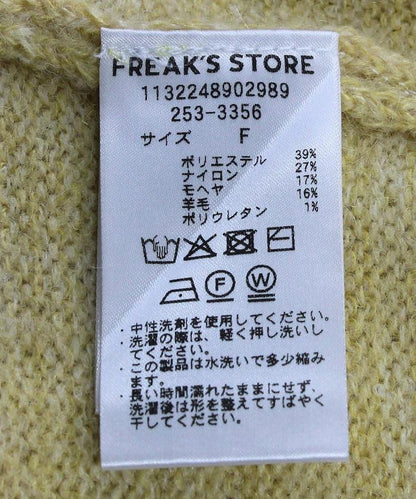 FREAK'S STORE
1132248902989
253-3356
サイズ F
ポリエステル 39%
ナイロン 27%
モヘヤ 17%
羊毛 16%
ポリウレタン 1%
F W
・中性洗剤を使用してください。
・洗濯の際は、軽く押し洗いし
てください。
・この製品は水洗いで多少縮み
ます。
・長い時間濡れたままにせず、
洗濯後は形を整えてすばやく
干してください。